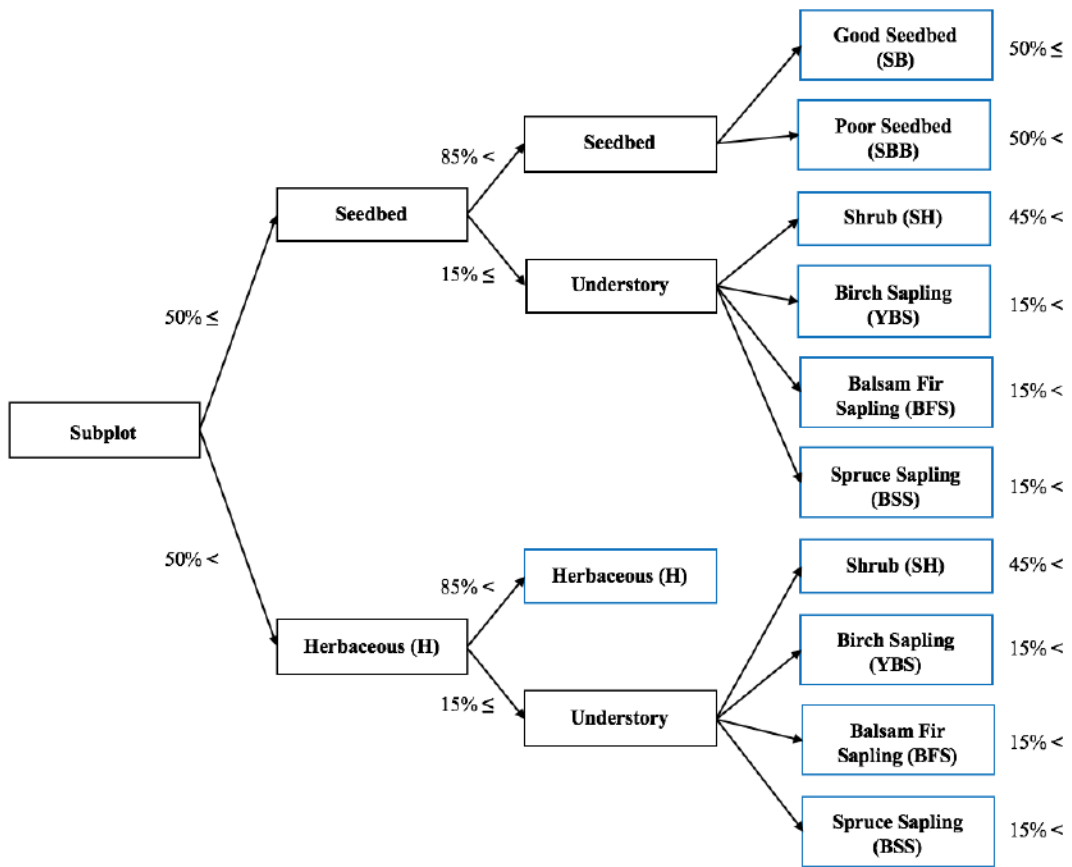 Good Seedbed
(SB)
50% ≤
Poor Seedbed
(SBB)
50% <
Seedbed
85% <
Seedbed
Shrub (SH)
45% <
15% ≤
Understory
Birch Sapling
(YBS)
15% <
50% ≤
Balsam Fir
Sapling (BFS)
15% <
Subplot
Spruce Sapling
(BSS)
15% <
50% <
Herbaceous (H)
85% <
Herbaceous (H)
Shrub (SH)
45% <
15% ≤
Understory
Birch Sapling
(YBS)
15% <
Balsam Fir
Sapling (BFS)
15% <
Spruce Sapling
(BSS)
15% <